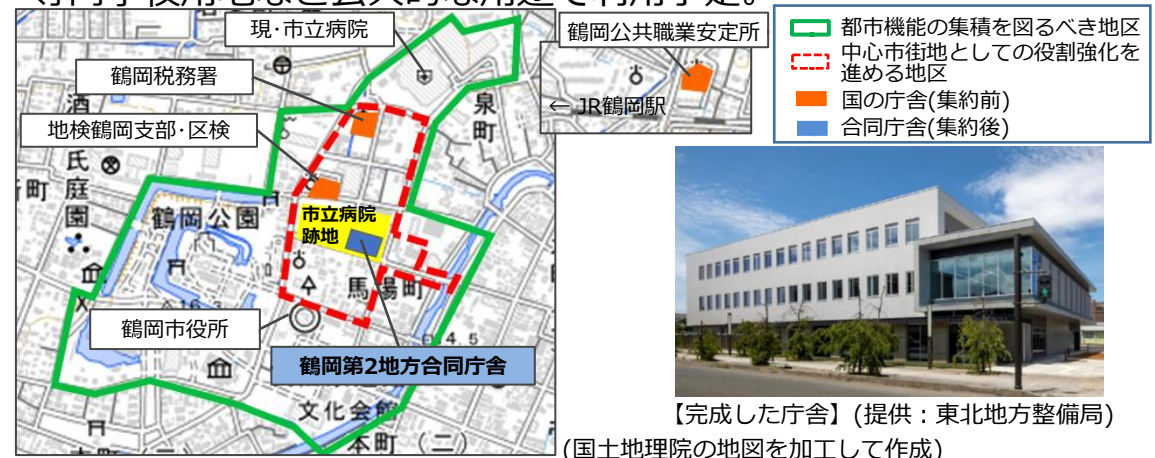 現・市立病院
鶴岡公共職業安定所
鶴岡税務署
← JR鶴岡駅
地検鶴岡支部・区検
都市機能の集積を図るべき地区
中心市街地としての役割強化を
進める地区
国の庁舎(集約前)
合同庁舎(集約後)
泉
町
酒
井
氏
庭
園
町
鶴岡公園
市立病院
跡地
馬場町
鶴岡市役所
鶴岡第2地方合同庁舎
文化会館
本町(二)
【完成した庁舎】(提供：東北地方整備局)
(国土地理院の地図を加工して作成)